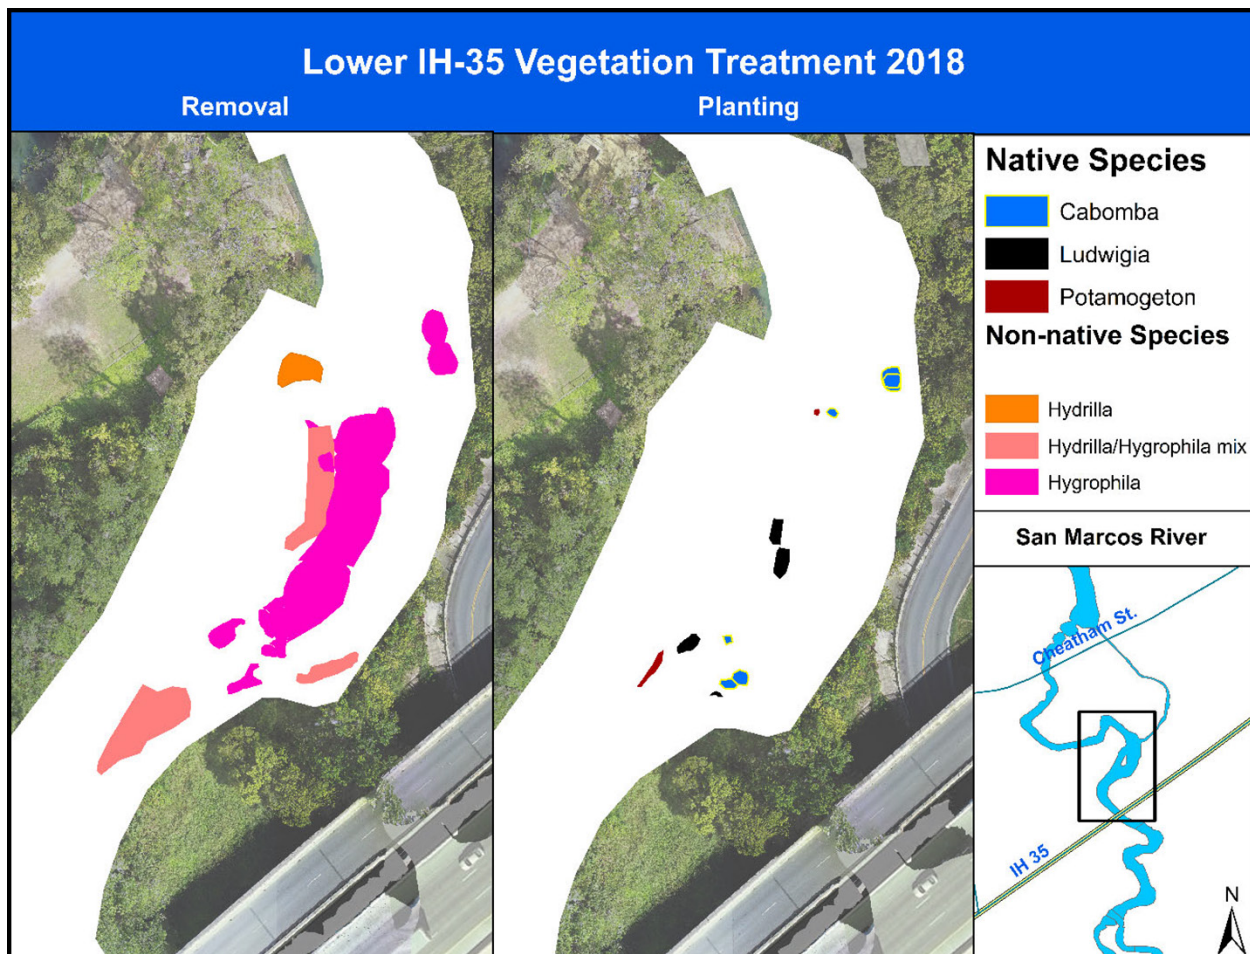 Lower IH-35 Vegetation Treatment 2018
Removal
Planting
Native Species
Cabomba
Ludwigia
Potamogeton
Non-native Species
Hydrilla
Hydrilla/Hygrophila mix
Hygrophila
San Marcos River
Cheatham St.
IH 35
N